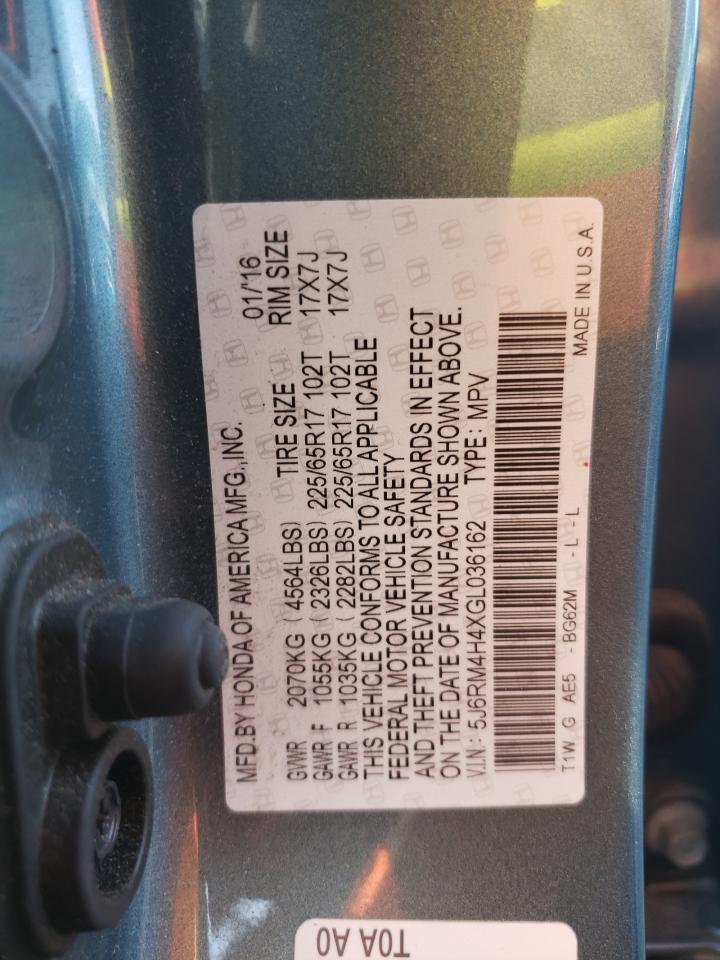 MFD.BY HONDA OF AMERICA MFG.,INC. 01/'16
GVWR 2070KG ( 4564LBS) TIRE SIZE RIM SIZE
GAWR F 1055KG ( 2326LBS) 225/65R17 102T 17X7J
GAWR R 1035KG ( 2282LBS) 225/65R17 102T 17X7J
THIS VEHICLE CONFORMS TO ALL APPLICABLE
FEDERAL MOTOR VEHICLE SAFETY
AND THEFT PREVENTION STANDARDS IN EFFECT
ON THE DATE OF MANUFACTURE SHOWN ABOVE.
V.I.N.: 5J6RM4H4XGL036162 TYPE: MPV
T1W G AE5 - BG62M - L1 - L MADE IN U.S.A.
T0A A0